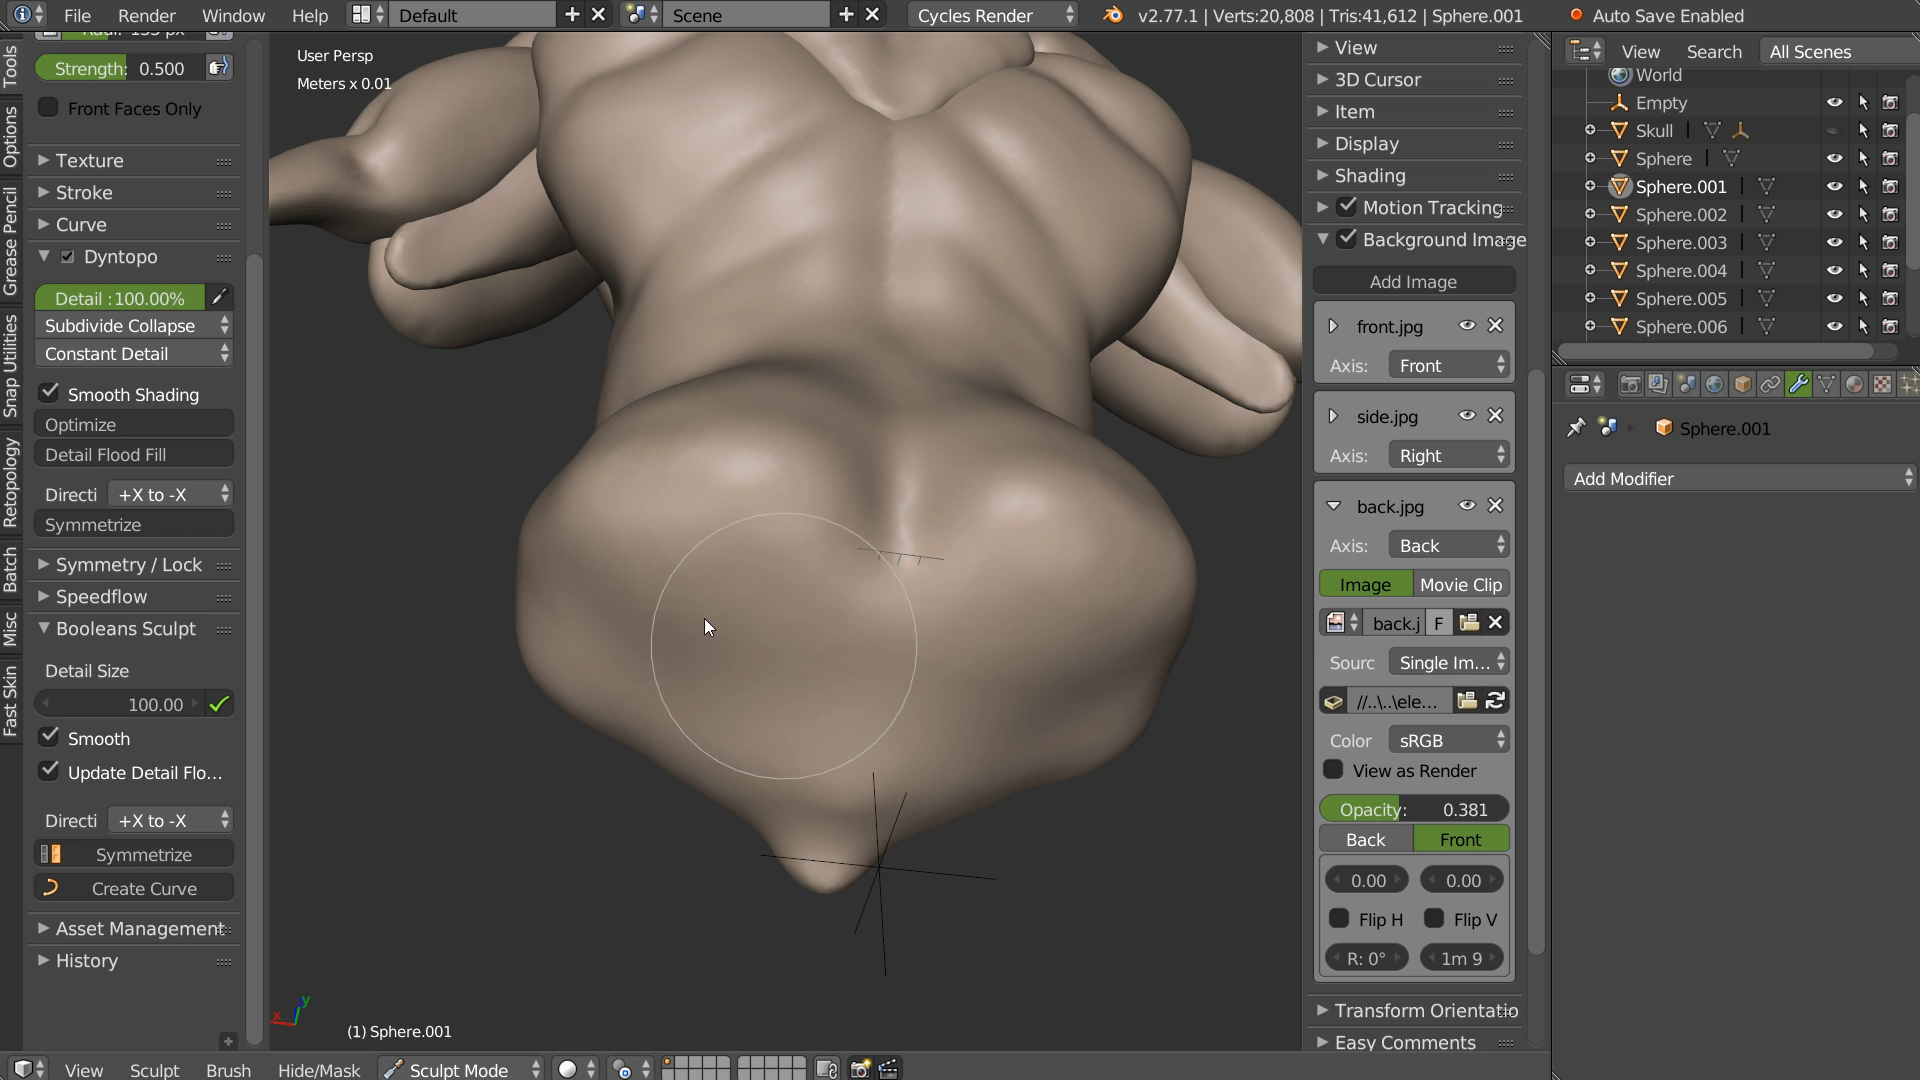 File Render Window Help Default Scene Cycles Render v2.77.1 | Verts:20,808 | Tris:41,612 | Sphere.001 Auto Save Enabled
Tools
Options
Grease Pencil
Snap Utilities
Retopology
Batch
Misc
Fast Skin
Strength: 0.500
Front Faces Only
Texture
Stroke
Curve
Dyntopo
Detail :100.00%
Subdivide Collapse
Constant Detail
Smooth Shading
Optimize
Detail Flood Fill
Directi +X to -X
Symmetrize
Symmetry / Lock
Speedflow
Booleans Sculpt
Detail Size
100.00
Smooth
Update Detail Flo...
Directi +X to -X
Symmetrize
Create Curve
Asset Management
History
User Persp
Meters x 0.01
x
y
(1) Sphere.001
View
3D Cursor
Item
Display
Shading
Motion Tracking
Background Image
Add Image
front.jpg
Axis: Front
side.jpg
Axis: Right
back.jpg
Axis: Back
Image Movie Clip
back.j F
Sourc Single Im...
//..\..\ele...
Color sRGB
View as Render
Opacity: 0.381
Back Front
0.00 0.00
Flip H Flip V
R: 0° 1m 9
Transform Orientatio
Easy Comments
View Search All Scenes
World
Empty
Skull
Sphere
Sphere.001
Sphere.002
Sphere.003
Sphere.004
Sphere.005
Sphere.006
Sphere.001
Add Modifier
View Sculpt Brush Hide/Mask Sculpt Mode